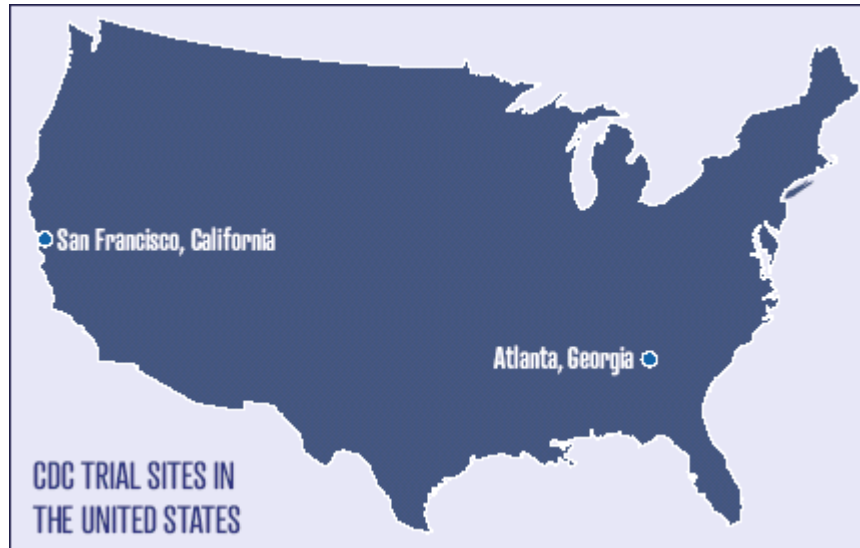 San Francisco, California
Atlanta, Georgia
CDC TRIAL SITES IN
THE UNITED STATES